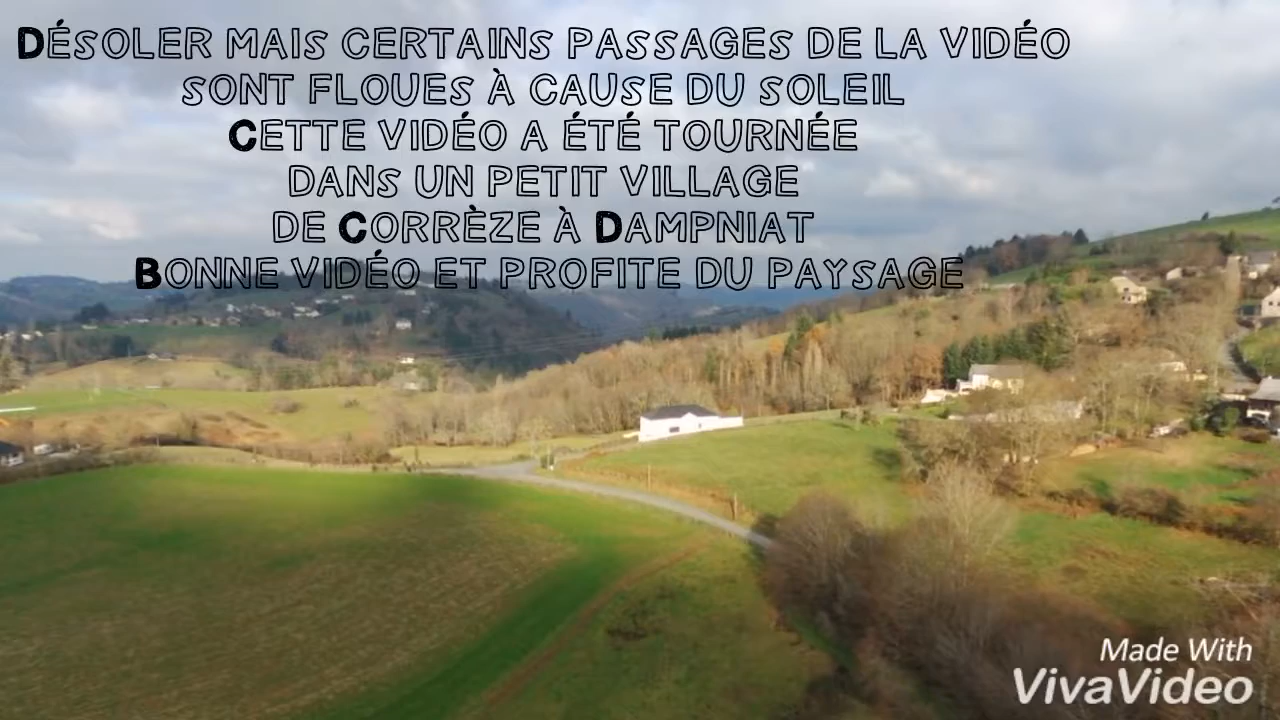 DÉSOLER MAIS CERTAINS PASSAGES DE LA VIDÉO
SONT FLOUES À CAUSE DU SOLEIL
CETTE VIDÉO A ÉTÉ TOURNÉE
DANS UN PETIT VILLAGE
DE CORRÈZE À DAMPNIAT
BONNE VIDÉO ET PROFITE DU PAYSAGE
Made With
VivaVideo